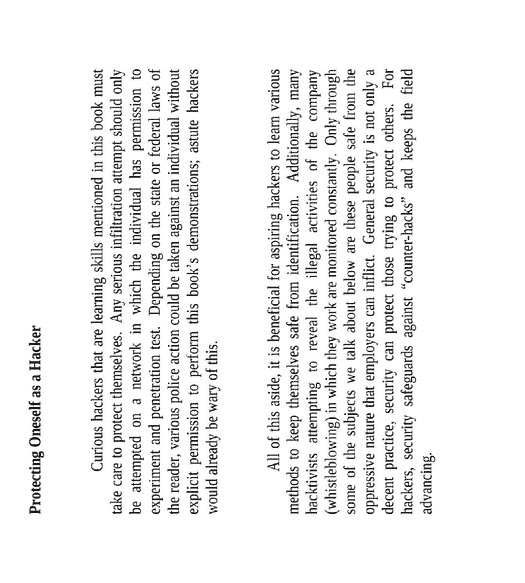 Protecting Oneself as a Hacker
Curious hackers that are learning skills mentioned in this book must
take care to protect themselves. Any serious infiltration attempt should only
be attempted on a network in which the individual has permission to
experiment and penetration test. Depending on the state or federal laws of
the reader, various police action could be taken against an individual without
explicit permission to perform this book's demonstrations; astute hackers
would already be wary of this.
All of this aside, it is beneficial for aspiring hackers to learn various
methods to keep themselves safe from identification. Additionally, many
hacktivists attempting to reveal the illegal activities of the company
(whistleblowing) in which they work are monitored constantly. Only through
some of the subjects we talk about below are these people safe from the
oppressive nature that employers can inflict. General security is not only a
decent practice, security can protect those trying to protect others. For
hackers, security safeguards against “counter-hacks” and keeps the field
advancing.